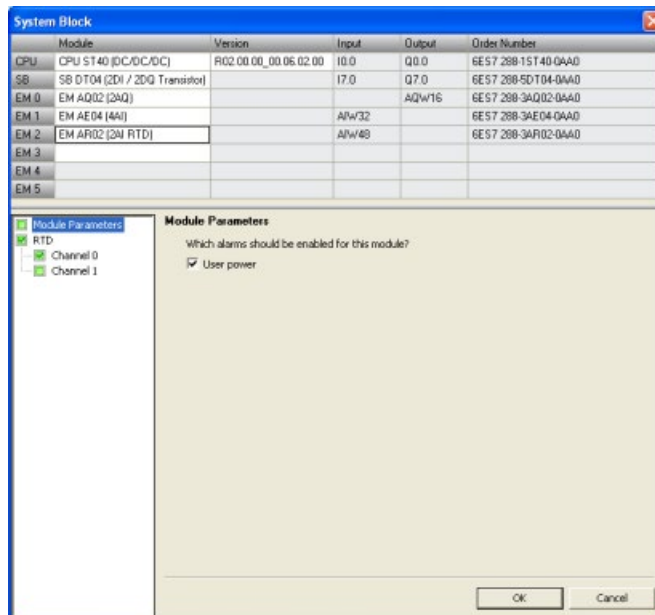 System Block
Module Version Input Output Order Number
CPU CPU ST40 (DC/DC/DC) R02.00.00_00.06.02.00 I0.0 Q0.0 6ES7 288-1ST40-0AA0
SB SB DT04 (2DI / 2DQ Transistor) I7.0 Q7.0 6ES7 288-5DT04-0AA0
EM 0 EM AQ02 (2AQ) AQW16 6ES7 288-3AQ02-0AA0
EM 1 EM AE04 (4AI) AIW32 6ES7 288-3AE04-0AA0
EM 2 EM AR02 (2AI RTD) AIW48 6ES7 288-3AR02-0AA0
EM 3
EM 4
EM 5
Module Parameters
RTD
Channel 0
Channel 1
Module Parameters
Which alarms should be enabled for this module?
User power
OK Cancel